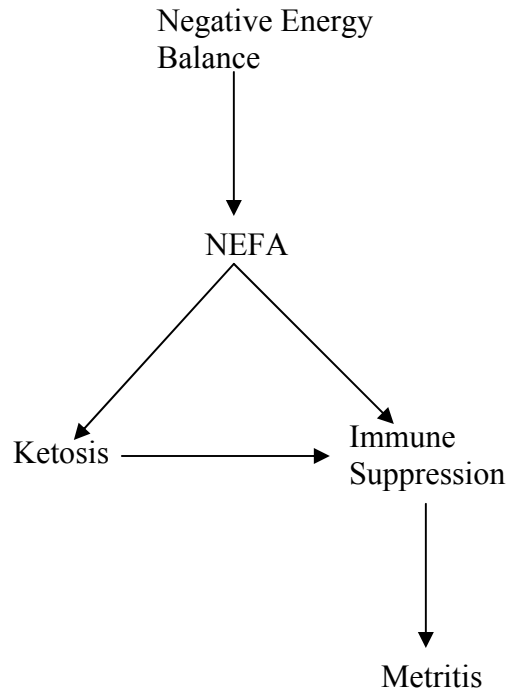 Negative Energy
Balance
NEFA
Ketosis
Immune
Suppression
Metritis